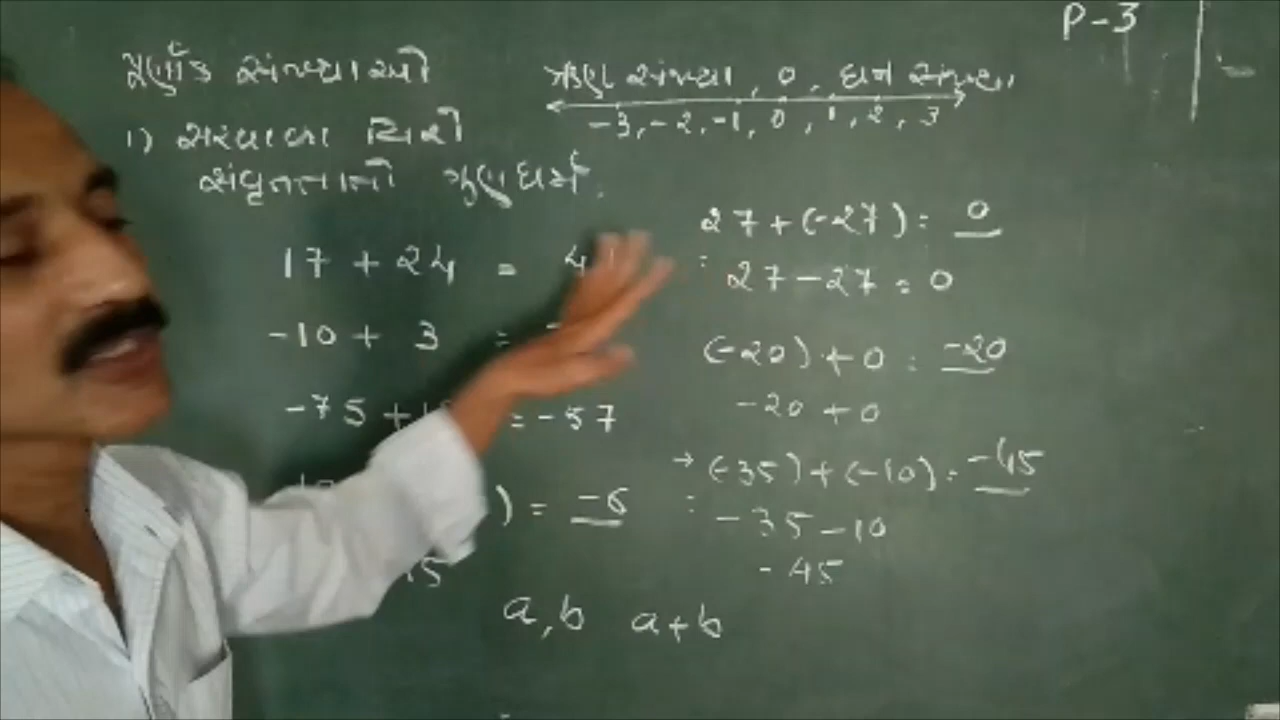 P-3
પૂર્ણાંક સંખ્યાઓ
ઋણ સંખ્યા, 0, ધન સંખ્યા
-3, -2, -1, 0, 1, 2, 3
1) સરવાળા વિશે
સંવૃતતાનો ગુણધર્મ.
17 + 24 =
-10 + 3 =
-75 + = -57
) = -6
27 + (-27) = 0
= 27 - 27 = 0
(-20) + 0 = -20
-20 + 0
→ (-35) + (-10) = -45
= -35 - 10
- 45
a, b a + b